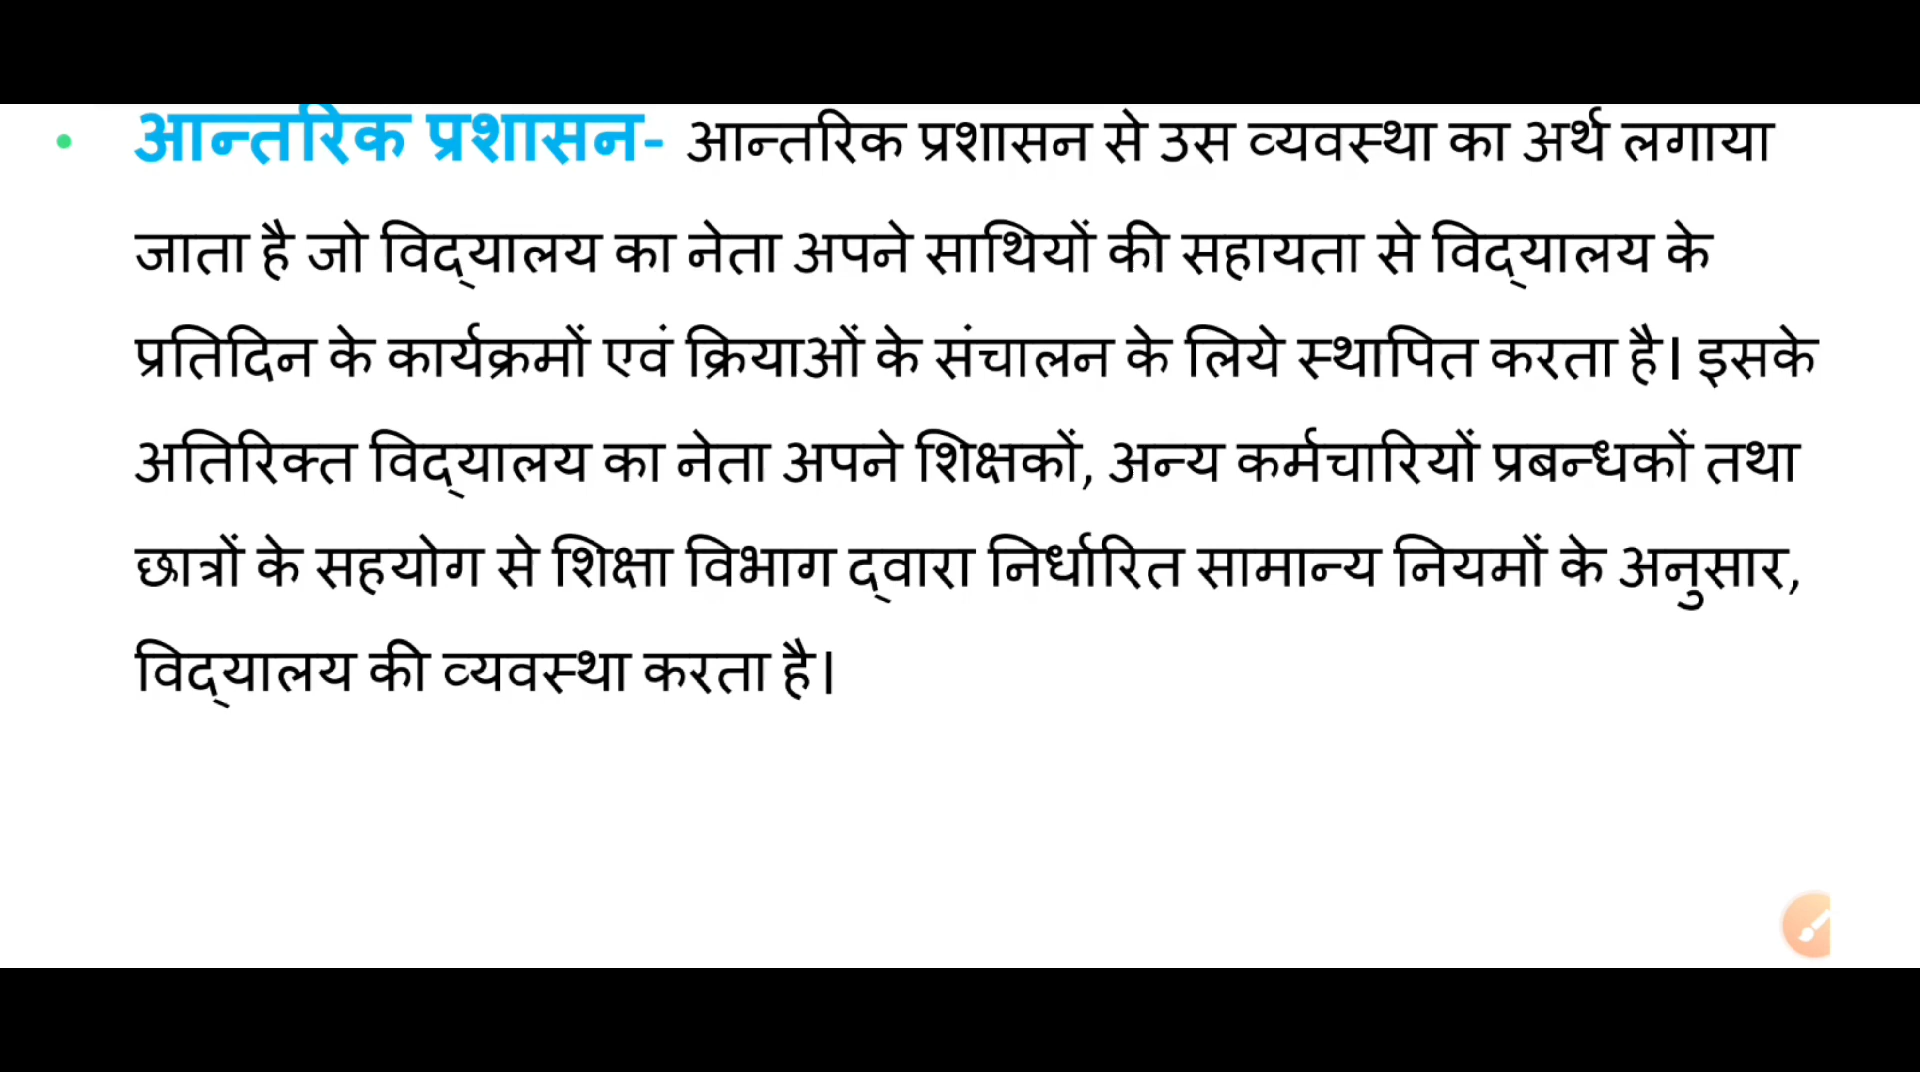 • आन्तरिक प्रशासन- आन्तरिक प्रशासन से उस व्यवस्था का अर्थ लगाया
जाता है जो विद्यालय का नेता अपने साथियों की सहायता से विद्यालय के
प्रतिदिन के कार्यक्रमों एवं क्रियाओं के संचालन के लिये स्थापित करता है। इसके
अतिरिक्त विद्यालय का नेता अपने शिक्षकों, अन्य कर्मचारियों प्रबन्धकों तथा
छात्रों के सहयोग से शिक्षा विभाग द्वारा निर्धारित सामान्य नियमों के अनुसार,
विद्यालय की व्यवस्था करता है।